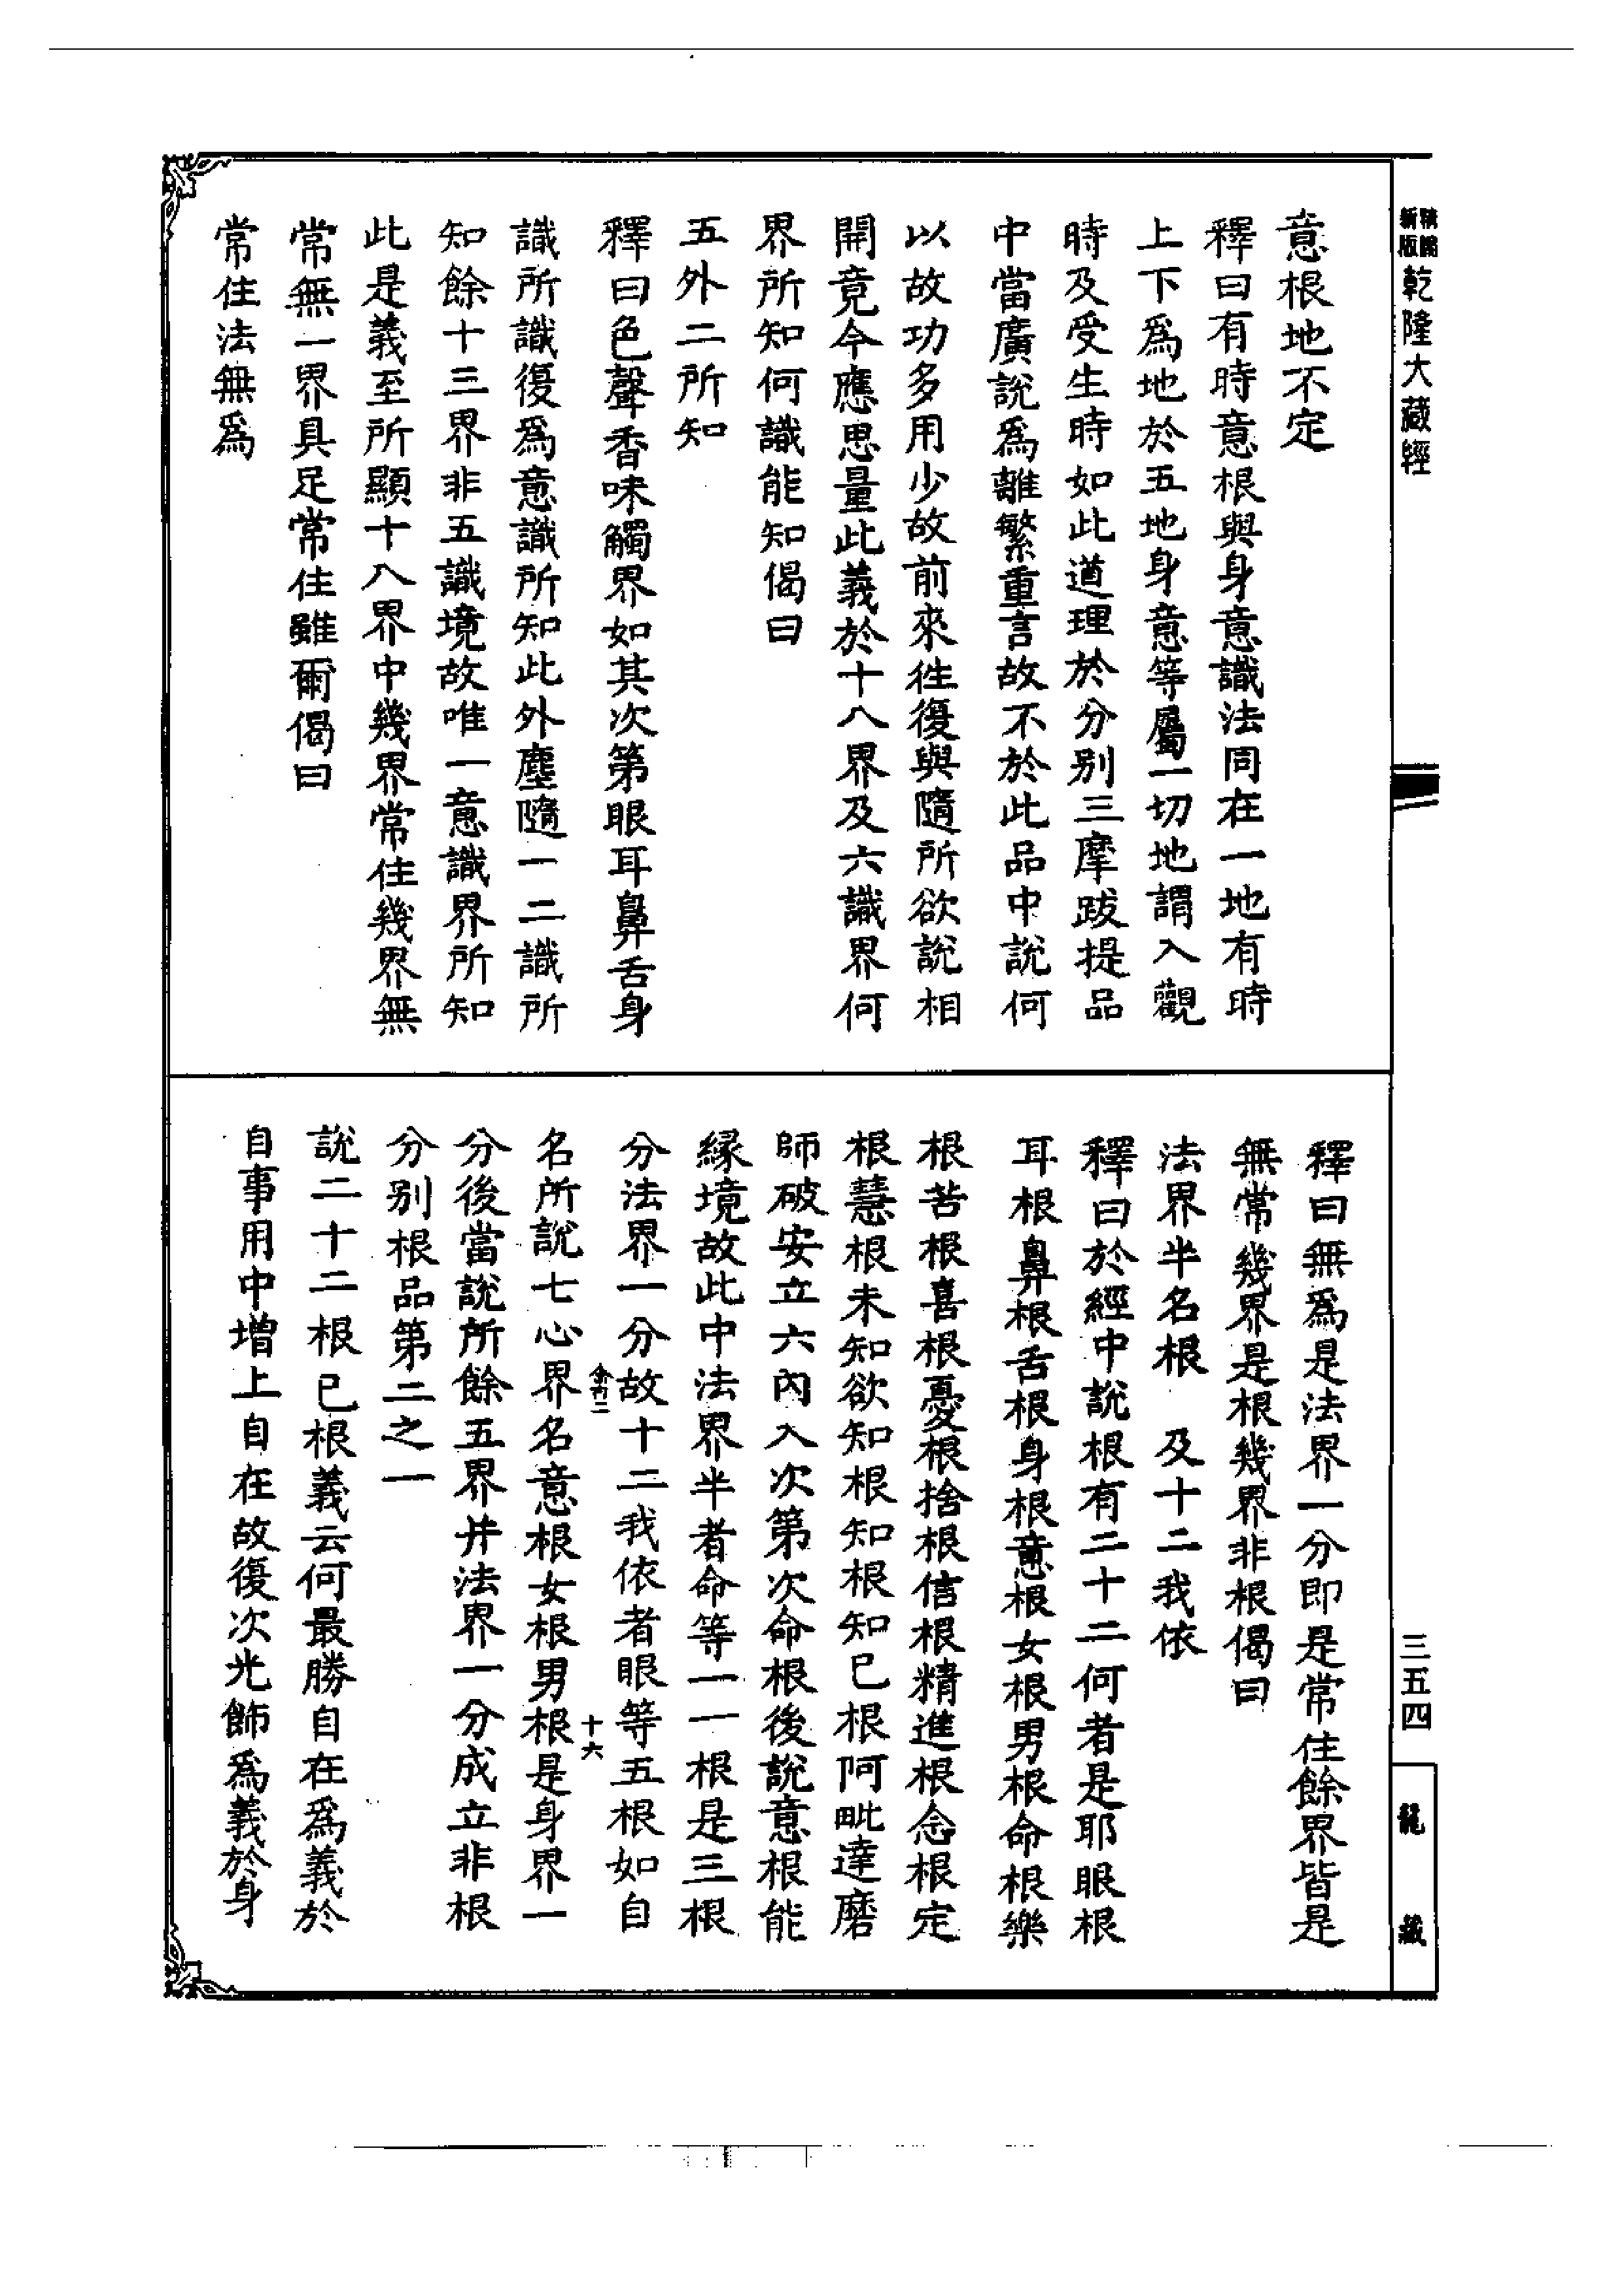 新版
精編
乾隆大藏經
三五四
龍藏
意根地不定
釋曰有時意根與身意識法同在一地有時
上下為地於五地身意等屬一切地謂入觀
時及受生時如此道理於分別三摩跋提品
中當廣說為離繁重言故不於此品中說何
以故功多用少故前來徃復與隨所欲說相
開竟今應思量此義於十八界及六識界何
界所知何識能知偈曰
五外二所知
釋曰色聲香味觸界如其次第眼耳鼻舌身
識所識復為意識所知此外塵隨一二識所
知餘十三界非五識境故唯一意識界所知
此是義至所顯十八界中幾界常住幾界無
常無一界具足常住雖爾偈曰
常住法無為
釋曰無為是法界一分即是常住餘界皆是
無常幾界是根幾界非根偈曰
法界半名根　及十二我依
釋曰於經中說根有二十二何者是耶眼根
耳根鼻根舌根身根意根女根男根命根樂
根苦根喜根憂根捨根信根精進根念根定
根慧根未知欲知根知根知已根阿毗達磨
師破安立六內入次第次命根後說意根能
緣境故此中法界半者命等一一根是三根
分法界一分故十二我依者眼等五根如自
十六
名所說七心界名意根女根男根是身界一
分後當說所餘五界并法界一分成立非根
分別根品第二之一
說二十二根已根義云何最勝自在為義於
自事用中增上自在故復次光飾為義於身